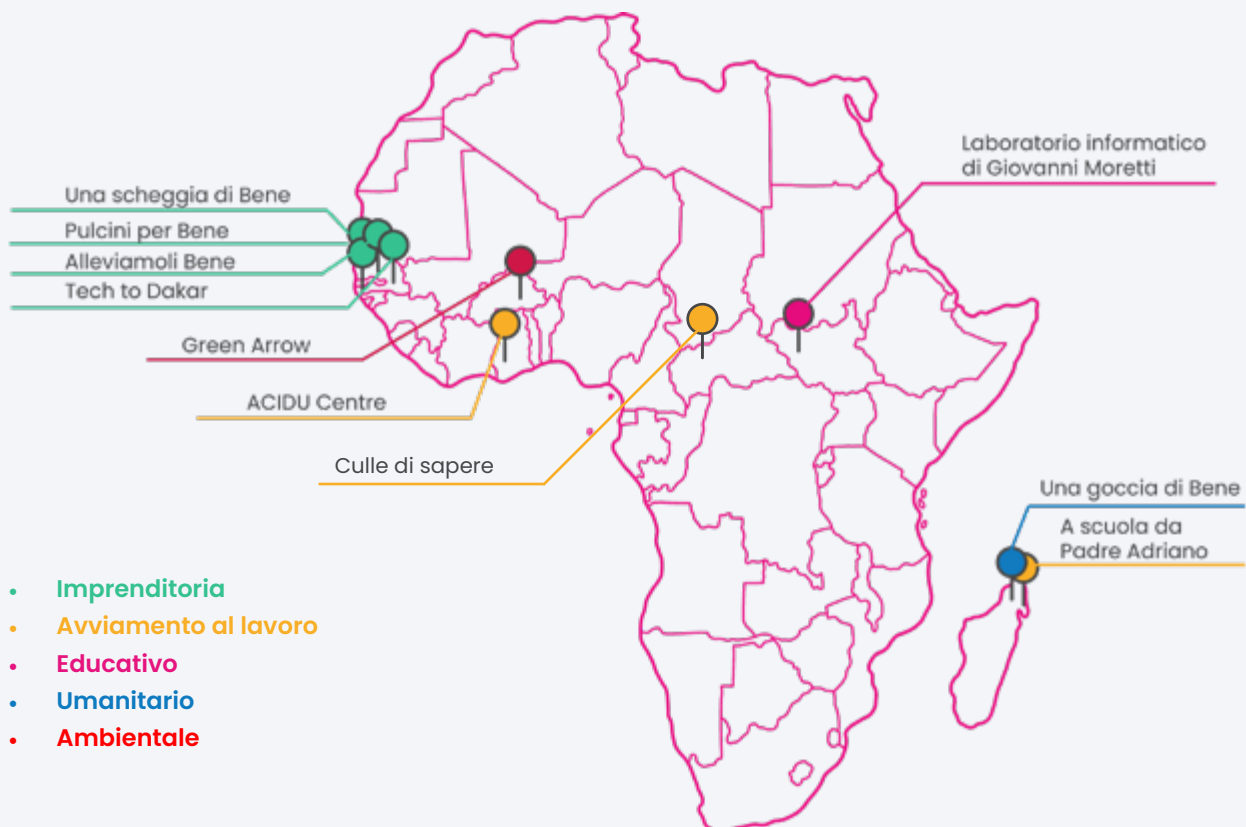 Laboratorio informatico
di Giovanni Moretti
Una scheggia di Bene
Pulcini per Bene
Alleviamoli Bene
Tech to Dakar
Green Arrow
ACIDU Centre
Culle di sapere
Una goccia di Bene
A scuola da
Padre Adriano
• Imprenditoria
• Avviamento al lavoro
• Educativo
• Umanitario
• Ambientale